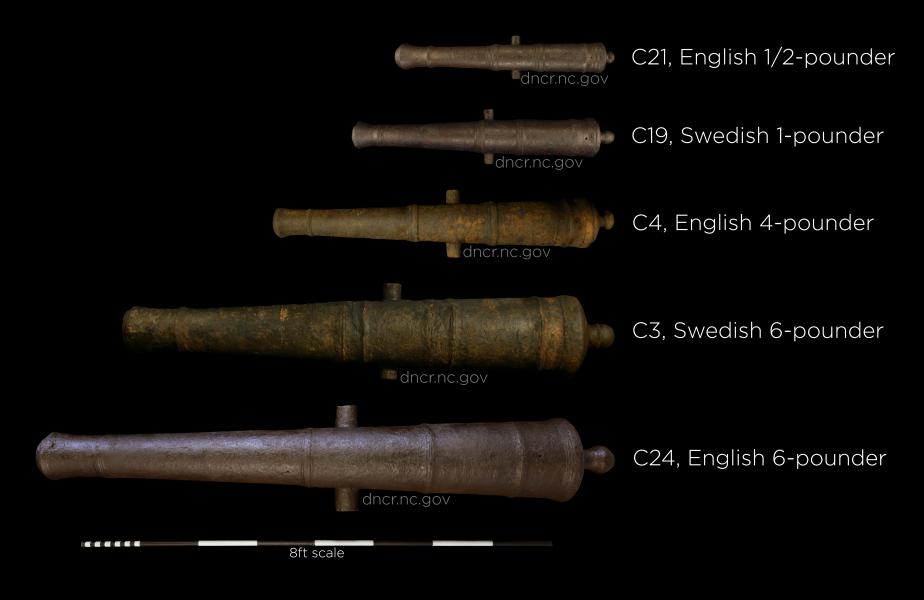 C21, English 1/2-pounder
dncr.nc.gov
C19, Swedish 1-pounder
dncr.nc.gov
C4, English 4-pounder
dncr.nc.gov
C3, Swedish 6-pounder
dncr.nc.gov
C24, English 6-pounder
dncr.nc.gov
8ft scale